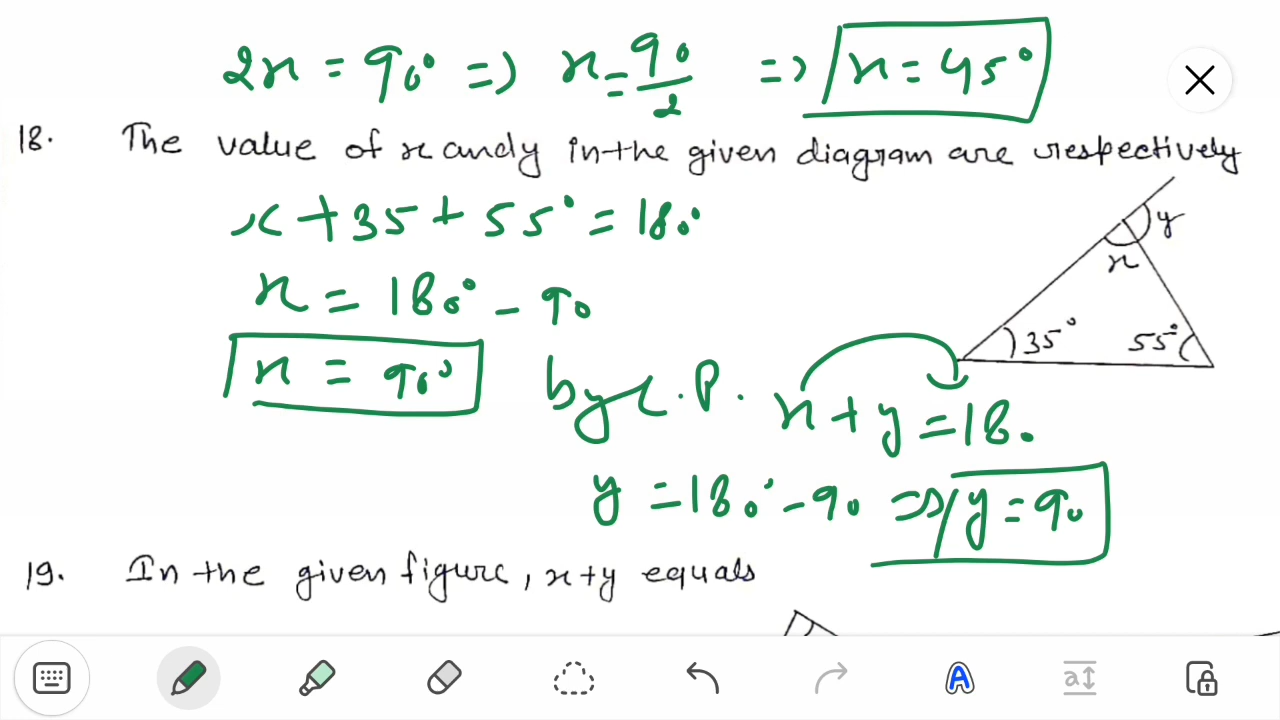 2x = 90° => x = 90/2 => x = 45°
18. The value of x and y in the given diagram are respectively
x + 35 + 55° = 180
x = 180° - 90
x = 90°
by L.P. x + y = 180
y = 180° - 90 => y = 90
y
x
35°
55°
19. In the given figure, x+y equals
A
a